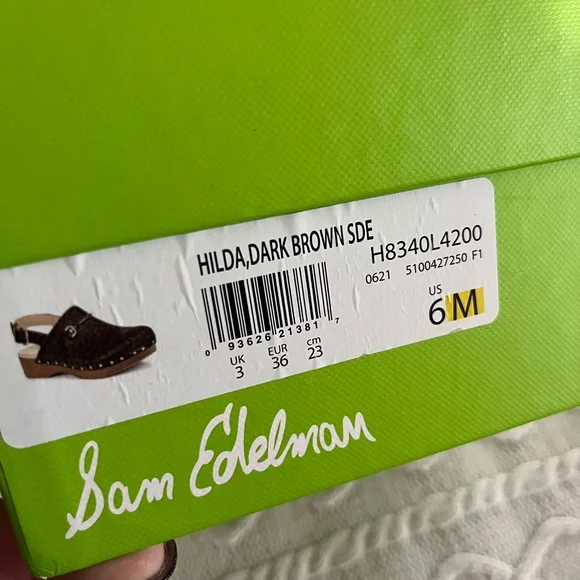 HILDA,DARK BROWN SDE
H8340L4200
0621 5100427250 F1
0 93626 21381 7
US
6 M
UK EUR cm
3 36 23
Sam Edelman